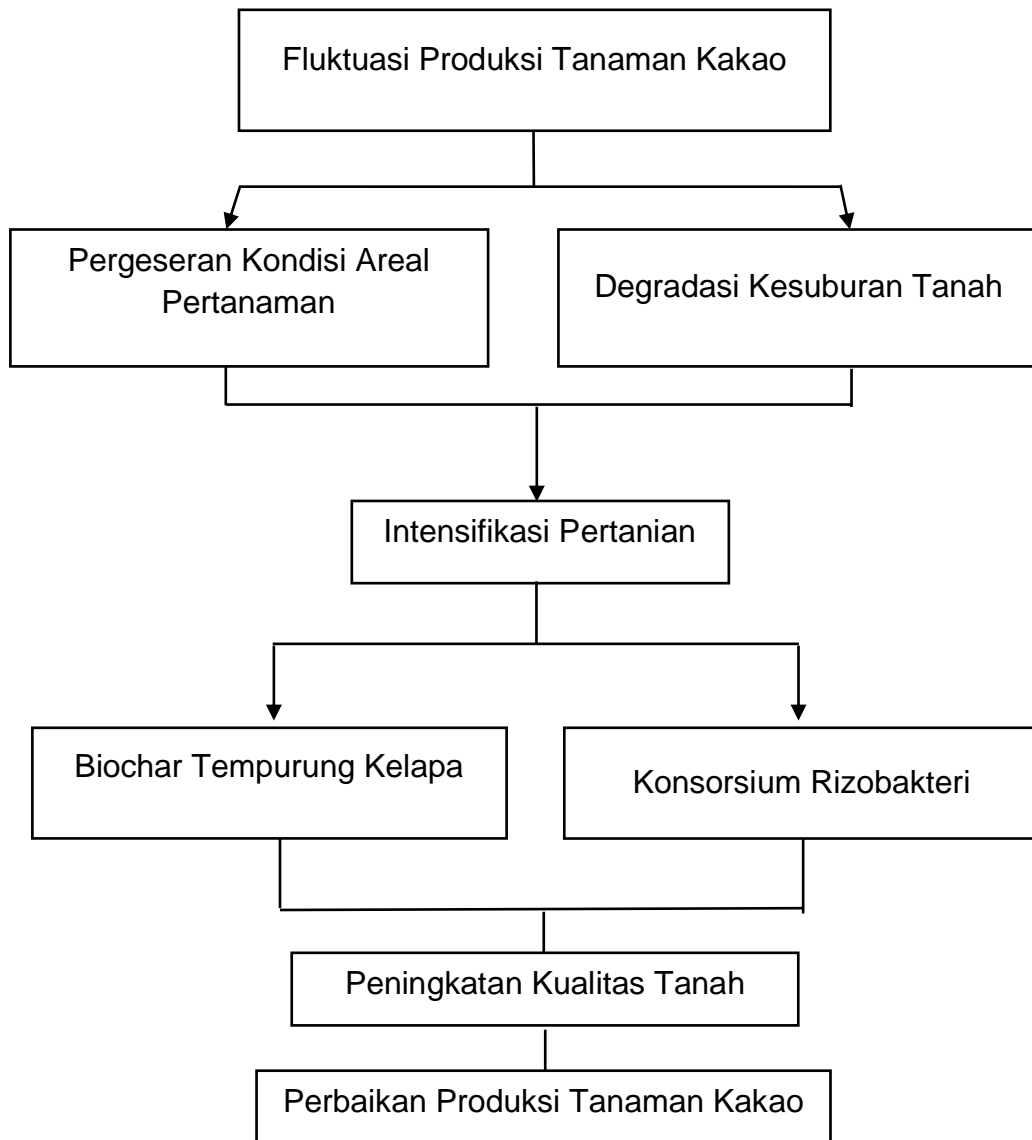 Fluktuasi Produksi Tanaman Kakao
Pergeseran Kondisi Areal
Pertanaman
Degradasi Kesuburan Tanah
Intensifikasi Pertanian
Biochar Tempurung Kelapa
Konsorsium Rizobakteri
Peningkatan Kualitas Tanah
Perbaikan Produksi Tanaman Kakao